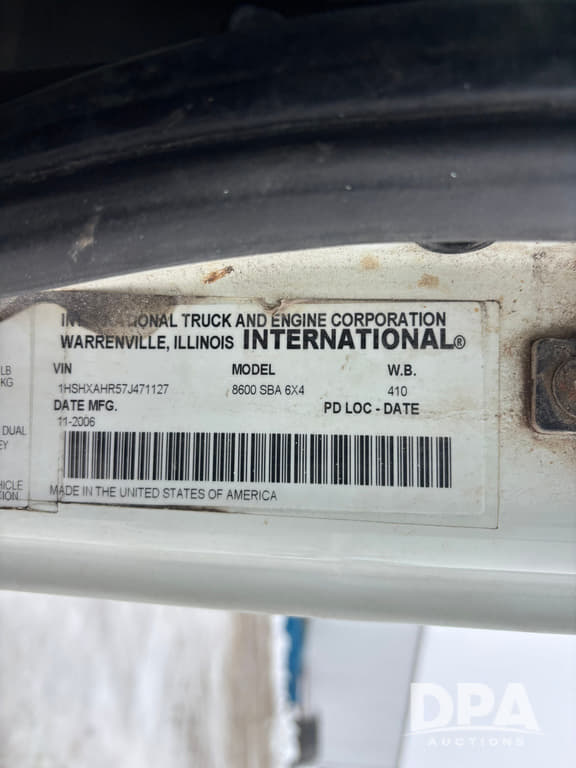 INTERNATIONAL TRUCK AND ENGINE CORPORATION
WARRENVILLE, ILLINOIS INTERNATIONAL®
VIN MODEL W.B.
1HSHXAHR57J471127 8600 SBA 6X4 410
DATE MFG. PD LOC - DATE
11-2006
MADE IN THE UNITED STATES OF AMERICA
LB
KG
DUAL
EY
HICLE
TION
DPA
AUCTIONS